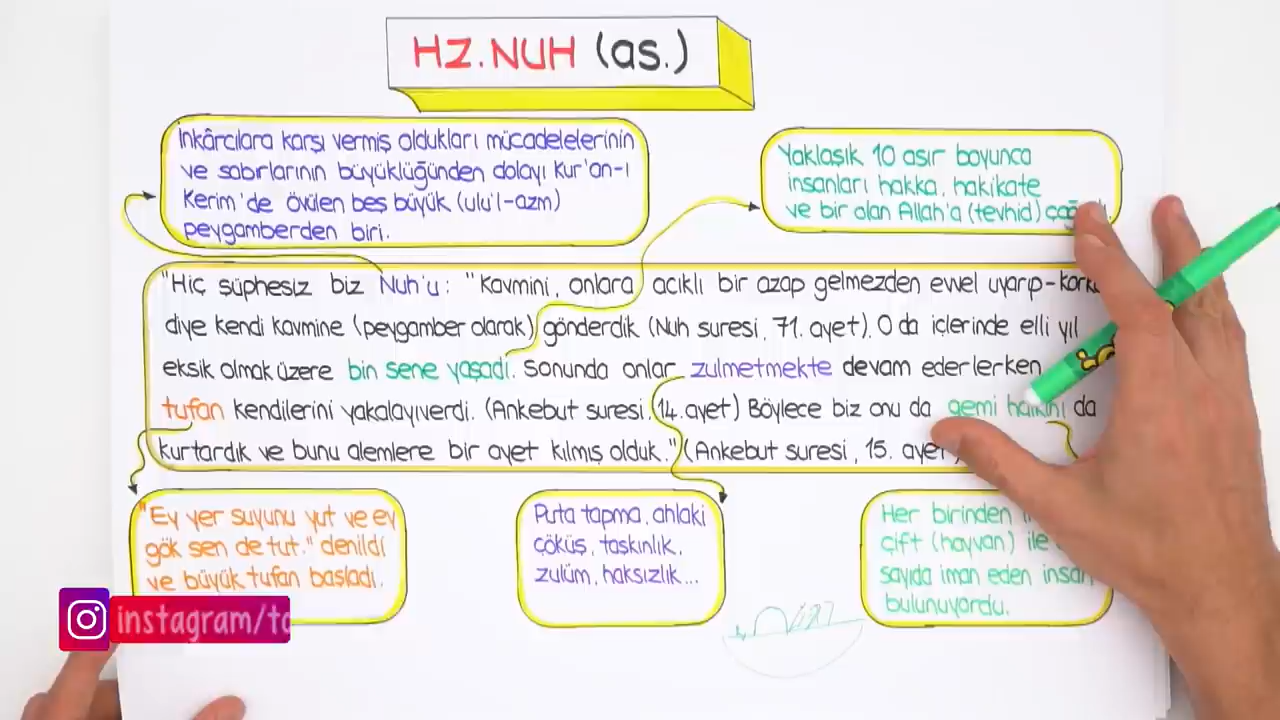 HZ. NUH (as.)
İnkârcılara karşı vermiş oldukları mücadelelerinin
ve sabırlarının büyüklüğünden dolayı Kur'an-ı
Kerim'de övülen beş büyük (ulu'l-azm)
peygamberden biri.
Yaklaşık 10 asır boyunca
insanları hakka, hakikate
ve bir olan Allah'a (tevhid)
"Hiç şüphesiz biz Nuh'u: "Kavmini, onlara acıklı bir azap gelmezden evvel uyarıp-
diye kendi kavmine (peygamber olarak) gönderdik (Nuh suresi, 71. ayet). O da içlerinde elli yıl
eksik olmak üzere bin sene yaşadı. Sonunda onlar zulmetmekte devam ederlerken
tufan kendilerini yakalayıverdi. (Ankebut suresi, 14. ayet) Böylece biz onu da gemi halkını da
kurtardık ve bunu alemlere bir ayet kılmış olduk." (Ankebut suresi, 15. ayet)
"Ey yer suyunu yut ve ey
gök sen de tut." denildi
ve büyük tufan başladı.
Puta tapma, ahlaki
çöküş, taşkınlık,
zulüm, haksızlık...
Her birinden
çift (hayvan) ile
sayıda iman eden insan
bulunuyordu.
instagram/to